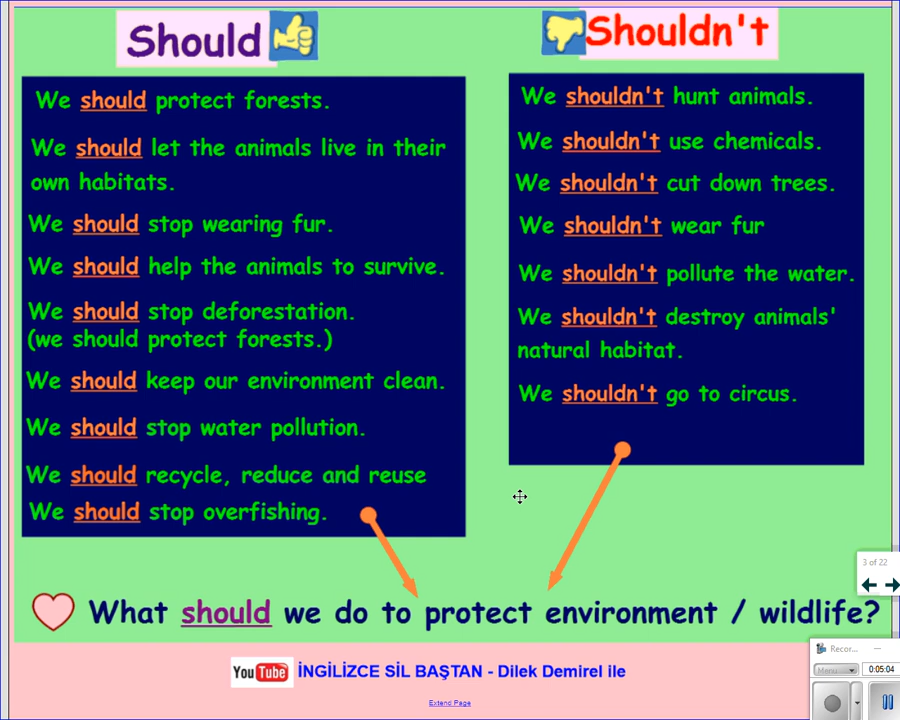 Should
We should protect forests.
We should let the animals live in their
own habitats.
We should stop wearing fur.
We should help the animals to survive.
We should stop deforestation.
(we should protect forests.)
We should keep our environment clean.
We should stop water pollution.
We should recycle, reduce and reuse
We should stop overfishing.
Shouldn't
We shouldn't hunt animals.
We shouldn't use chemicals.
We shouldn't cut down trees.
We shouldn't wear fur
We shouldn't pollute the water.
We shouldn't destroy animals'
natural habitat.
We shouldn't go to circus.
What should we do to protect environment / wildlife?
3 of 22
YouTube İNGİLİZCE SİL BAŞTAN - Dilek Demirel ile
Extend Page
Recor...
Menu
0:05:04